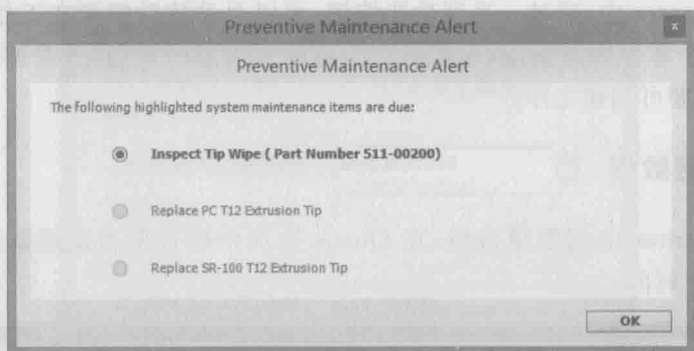 Preventive Maintenance Alert
x
Preventive Maintenance Alert
The following highlighted system maintenance items are due:
Inspect Tip Wipe ( Part Number 511-00200)
Replace PC T12 Extrusion Tip
Replace SR-100 T12 Extrusion Tip
OK